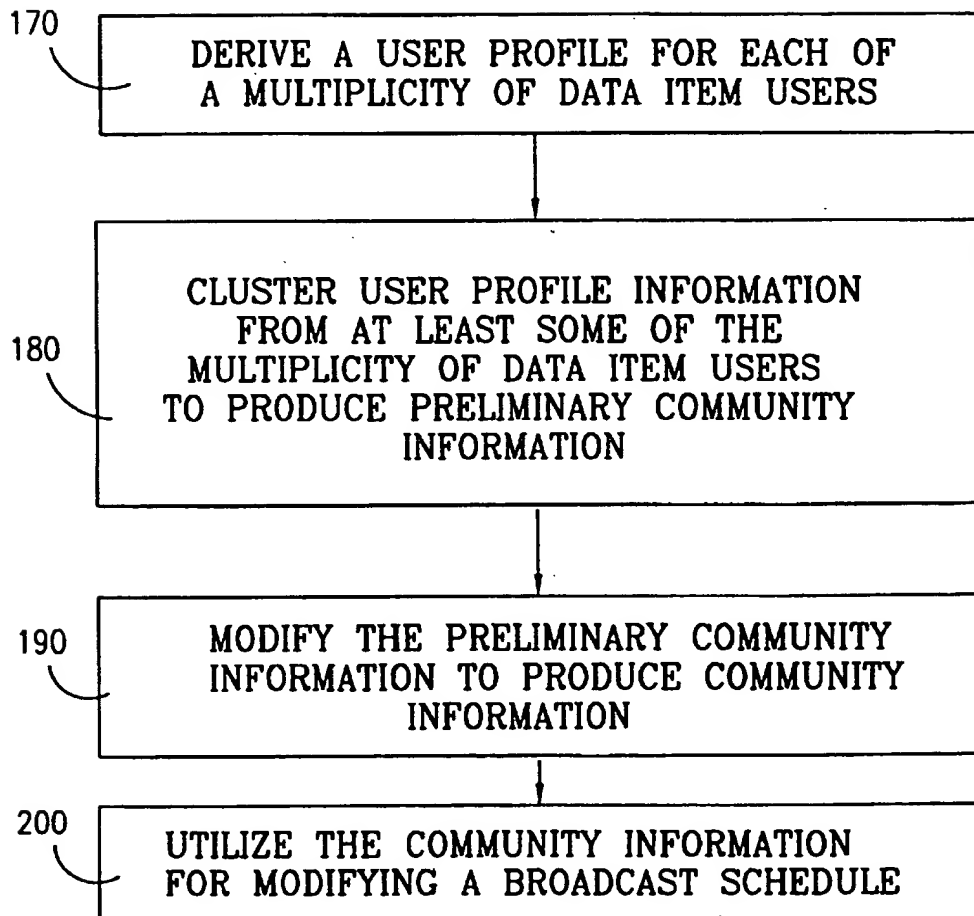 170
DERIVE A USER PROFILE FOR EACH OF
A MULTIPLICITY OF DATA ITEM USERS
180
CLUSTER USER PROFILE INFORMATION
FROM AT LEAST SOME OF THE
MULTIPLICITY OF DATA ITEM USERS
TO PRODUCE PRELIMINARY COMMUNITY
INFORMATION
190
MODIFY THE PRELIMINARY COMMUNITY
INFORMATION TO PRODUCE COMMUNITY
INFORMATION
200
UTILIZE THE COMMUNITY INFORMATION
FOR MODIFYING A BROADCAST SCHEDULE